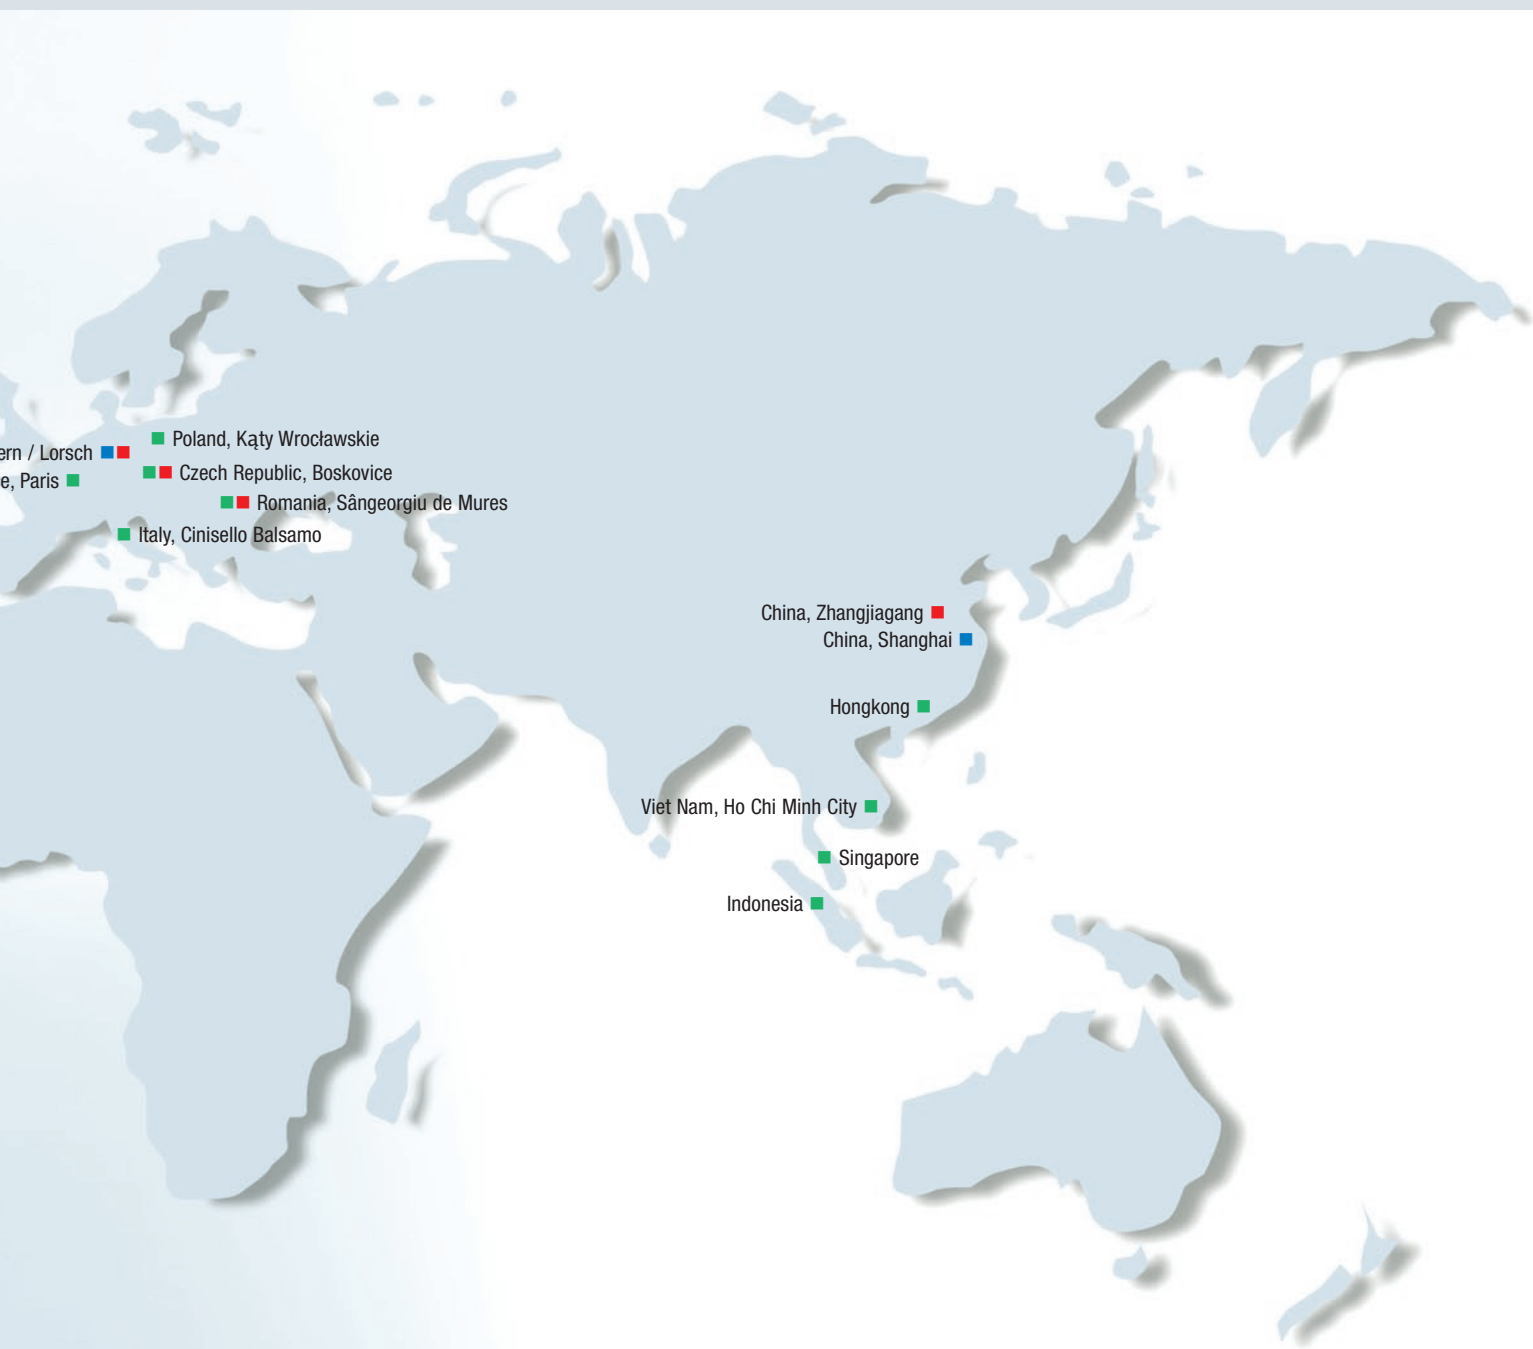 Poland, Kąty Wrocławskie
ern / Lorsch
Czech Republic, Boskovice
e, Paris
Romania, Sângeorgiu de Mures
Italy, Cinisello Balsamo
China, Zhangjiagang
China, Shanghai
Hongkong
Viet Nam, Ho Chi Minh City
Singapore
Indonesia